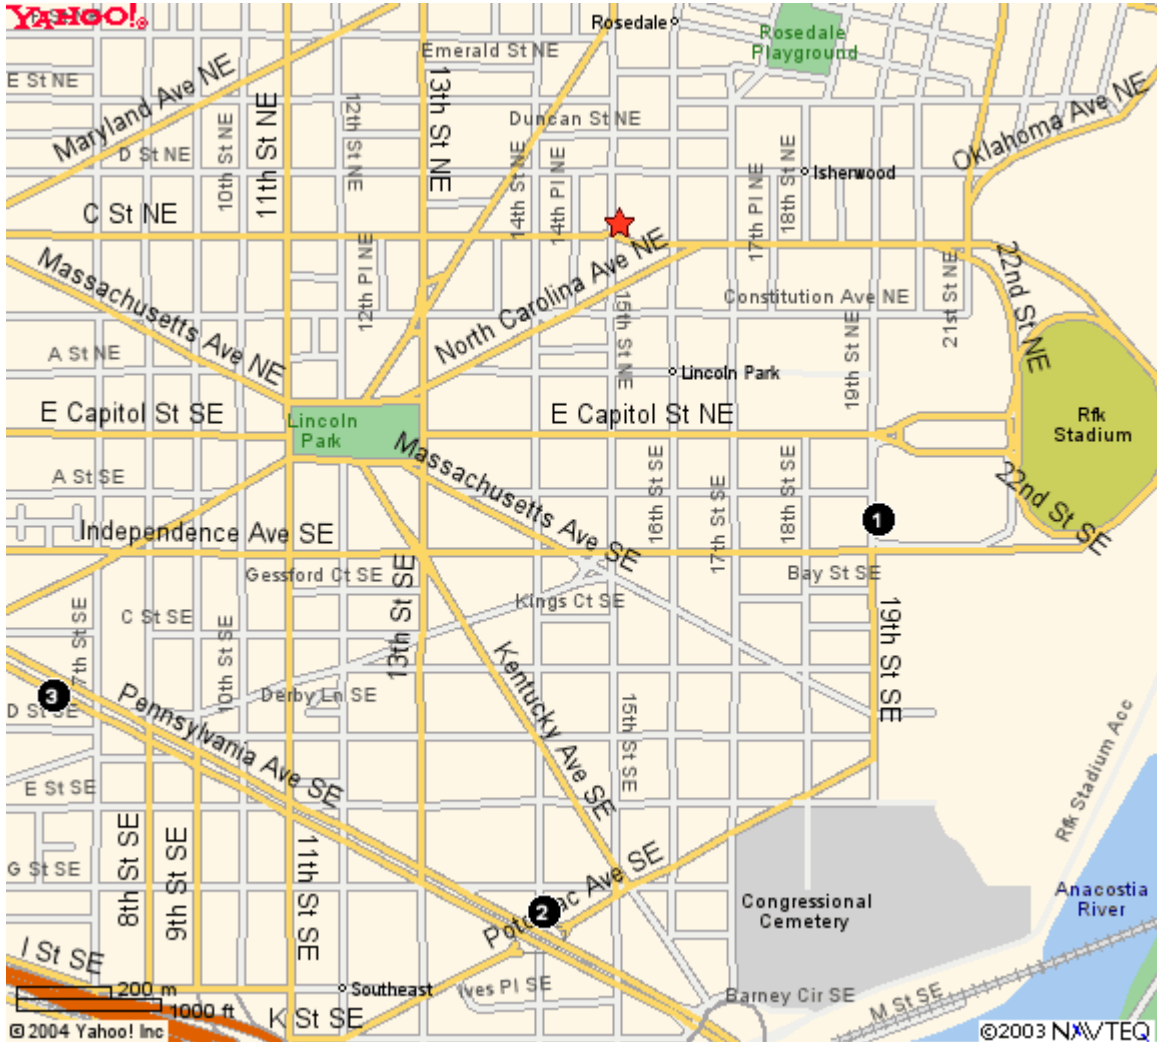 YAHOO!®
F St NE
Rosedale
Rosedale
Playground
Emerald St NE
E St NE
Maryland Ave NE
13th St NE
12th St NE
11th St NE
10th St NE
Duncan St NE
Oklahoma Ave NE
D St NE
14th St NE
14th Pl NE
17th Pl NE
18th St NE
Isherwood
C St NE
Massachusetts Ave NE
12th Pl NE
North Carolina Ave NE
22nd St NE
21st St NE
Constitution Ave NE
15th St NE
19th St NE
A St NE
Lincoln Park
E Capitol St SE
Lincoln
Park
E Capitol St NE
Rfk
Stadium
Massachusetts Ave SE
A St SE
16th St SE
17th St SE
18th St SE
22nd St SE
1
Independence Ave SE
Gessford Ct SE
Bay St SE
13th St SE
Kings Ct SE
19th St SE
C St SE
7th St SE
10th St SE
Kentucky Ave SE
3
D St SE
Derby Ln SE
Pennsylvania Ave SE
15th St SE
Rfk Stadium Acc
E St SE
8th St SE
9th St SE
11th St SE
G St SE
Potomac Ave SE
2
Congressional
Cemetery
Anacostia
River
I St SE
Southeast
Ives Pl SE
Barney Cir SE
M St SE
200 m
1000 ft
K St SE
©2004 Yahoo! Inc
©2003 NAVTEQ